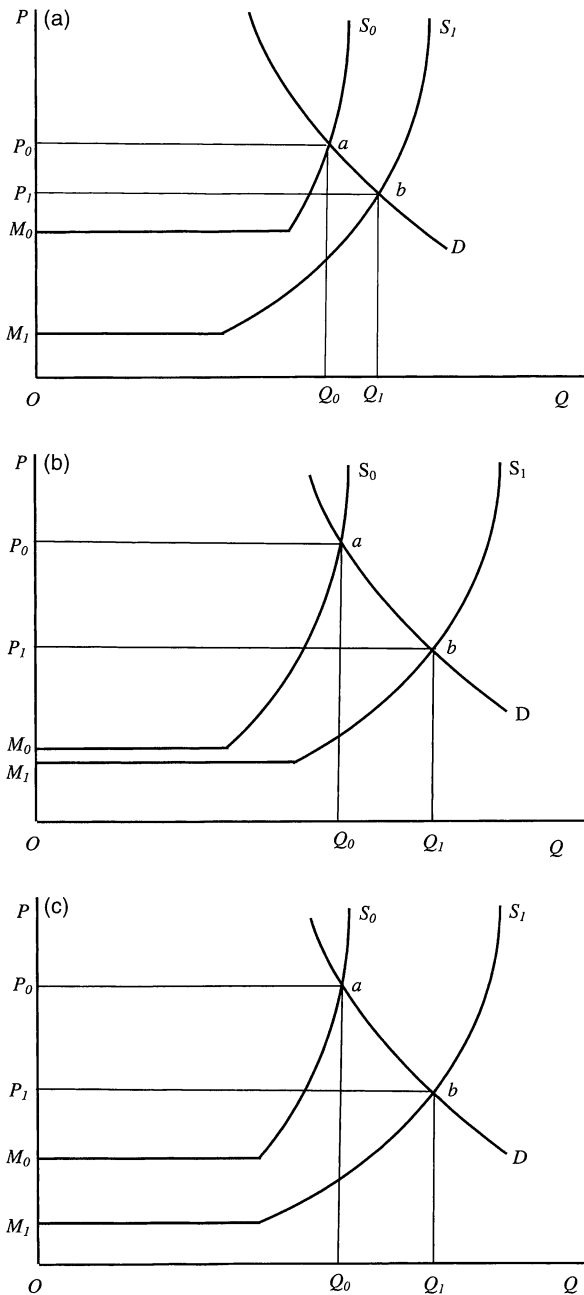 P (a) S0 S1
P0 a
P1 b
M0
D
M1
O Q0 Q1 Q
P (b) S0 S1
P0 a
P1 b
M0
D
M1
O Q0 Q1 Q
P (c) S0 S1
P0 a
P1 b
M0 D
M1
O Q0 Q1 Q